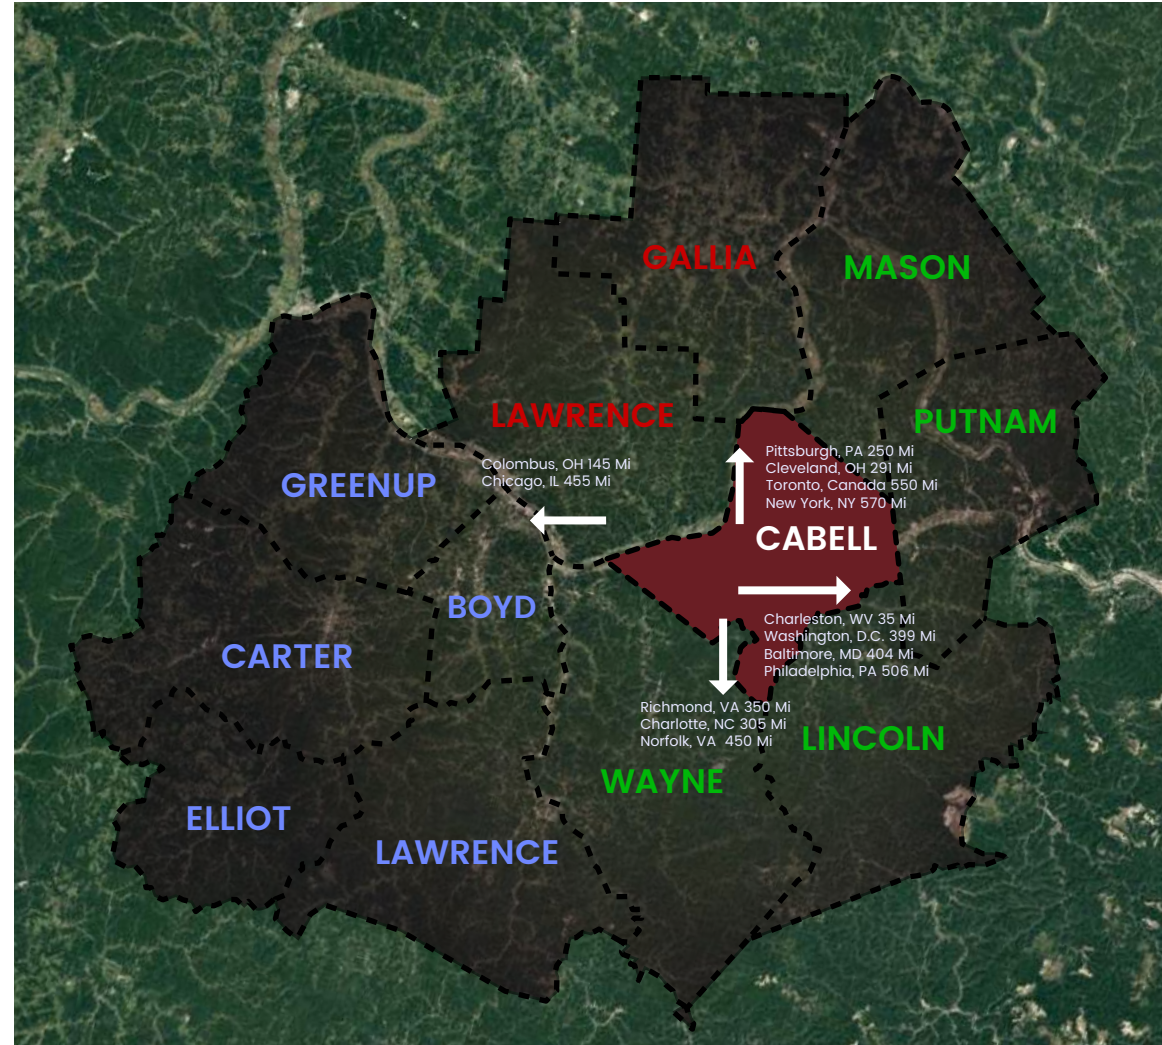 GALLIA
MASON
LAWRENCE
PUTNAM
Colombus, OH 145 Mi
Chicago, IL 455 Mi
Pittsburgh, PA 250 Mi
Cleveland, OH 291 Mi
Toronto, Canada 550 Mi
New York, NY 570 Mi
GREENUP
CABELL
BOYD
Charleston, WV 35 Mi
Washington, D.C. 399 Mi
Baltimore, MD 404 Mi
Philadelphia, PA 506 Mi
CARTER
Richmond, VA 350 Mi
Charlotte, NC 305 Mi
Norfolk, VA 450 Mi
LINCOLN
WAYNE
ELLIOT
LAWRENCE